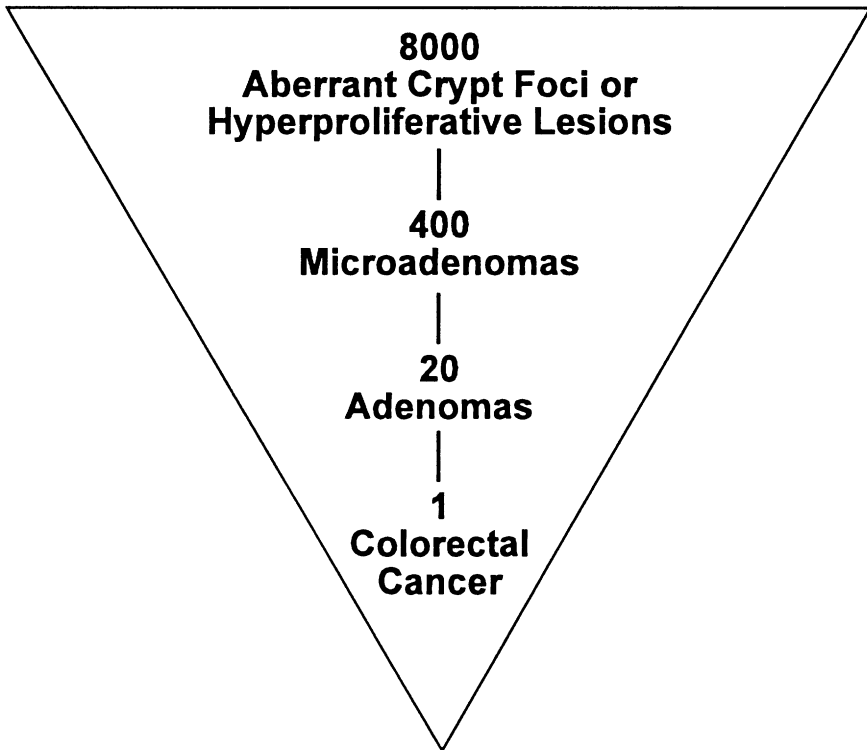 8000
Aberrant Crypt Foci or
Hyperproliferative Lesions
400
Microadenomas
20
Adenomas
1
Colorectal
Cancer